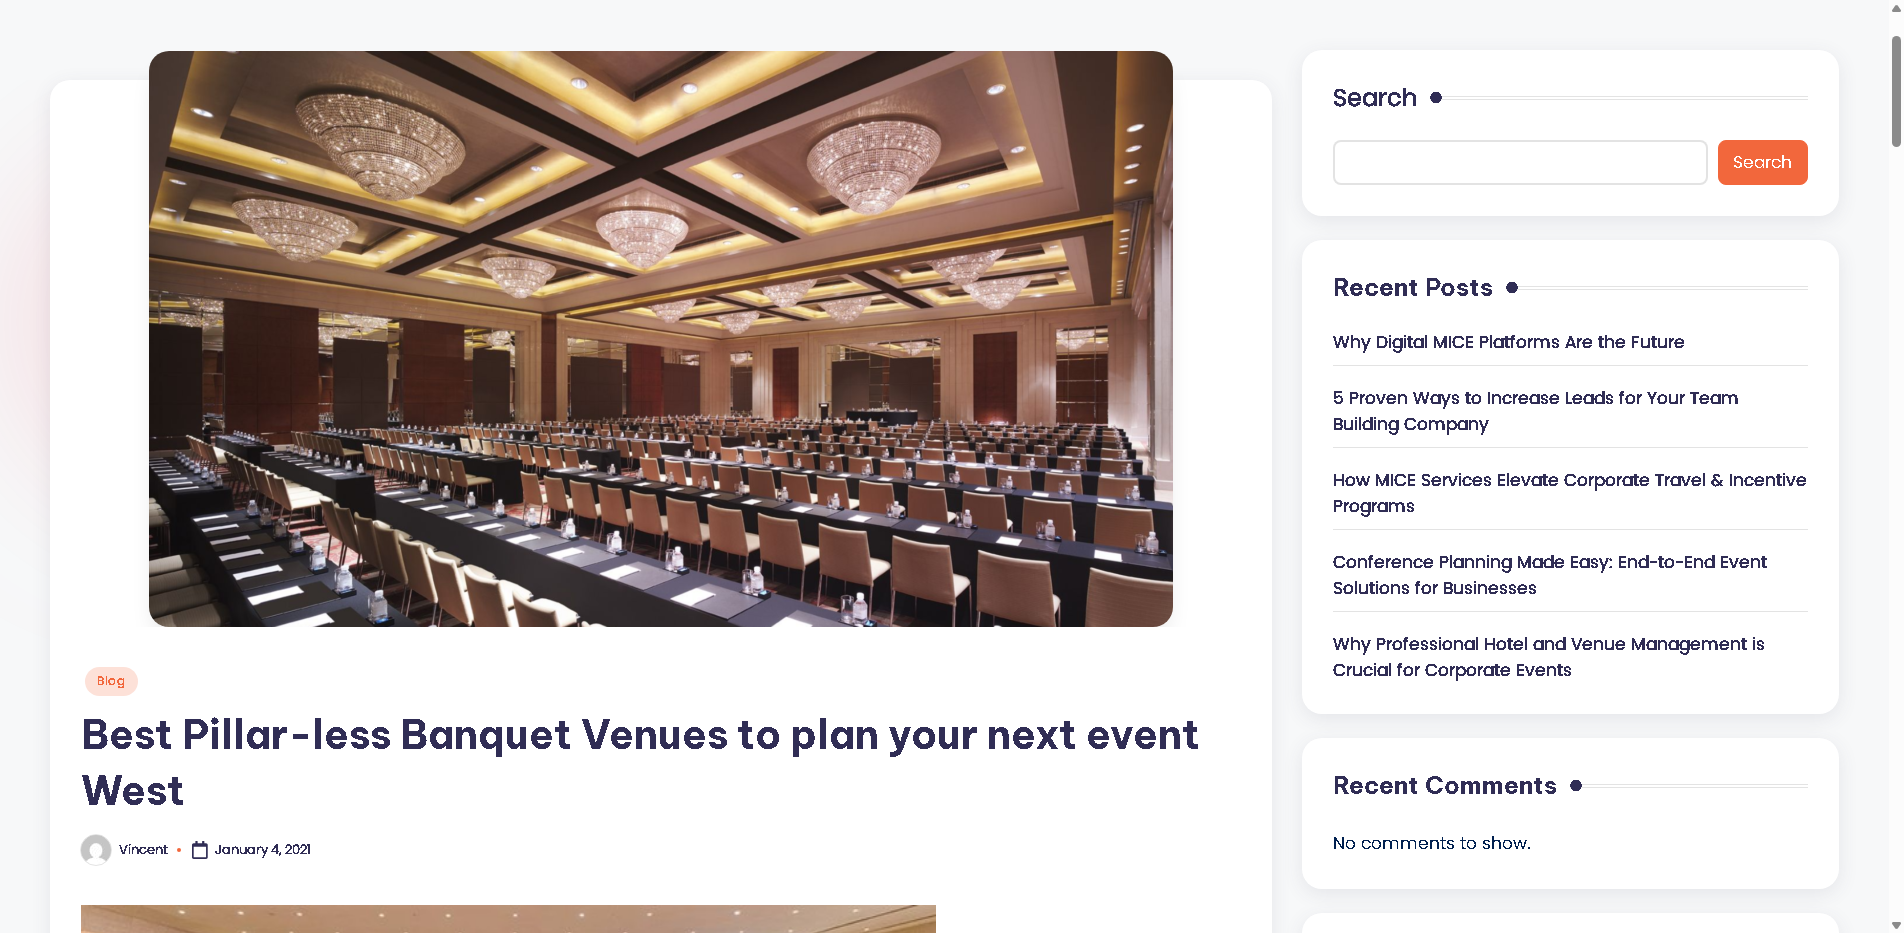 Blog
Best Pillar-less Banquet Venues to plan your next event
West
Vincent
January 4, 2021
Search
Search
Recent Posts
Why Digital MICE Platforms Are the Future
5 Proven Ways to Increase Leads for Your Team
Building Company
How MICE Services Elevate Corporate Travel & Incentive
Programs
Conference Planning Made Easy: End-to-End Event
Solutions for Businesses
Why Professional Hotel and Venue Management is
Crucial for Corporate Events
Recent Comments
No comments to show.